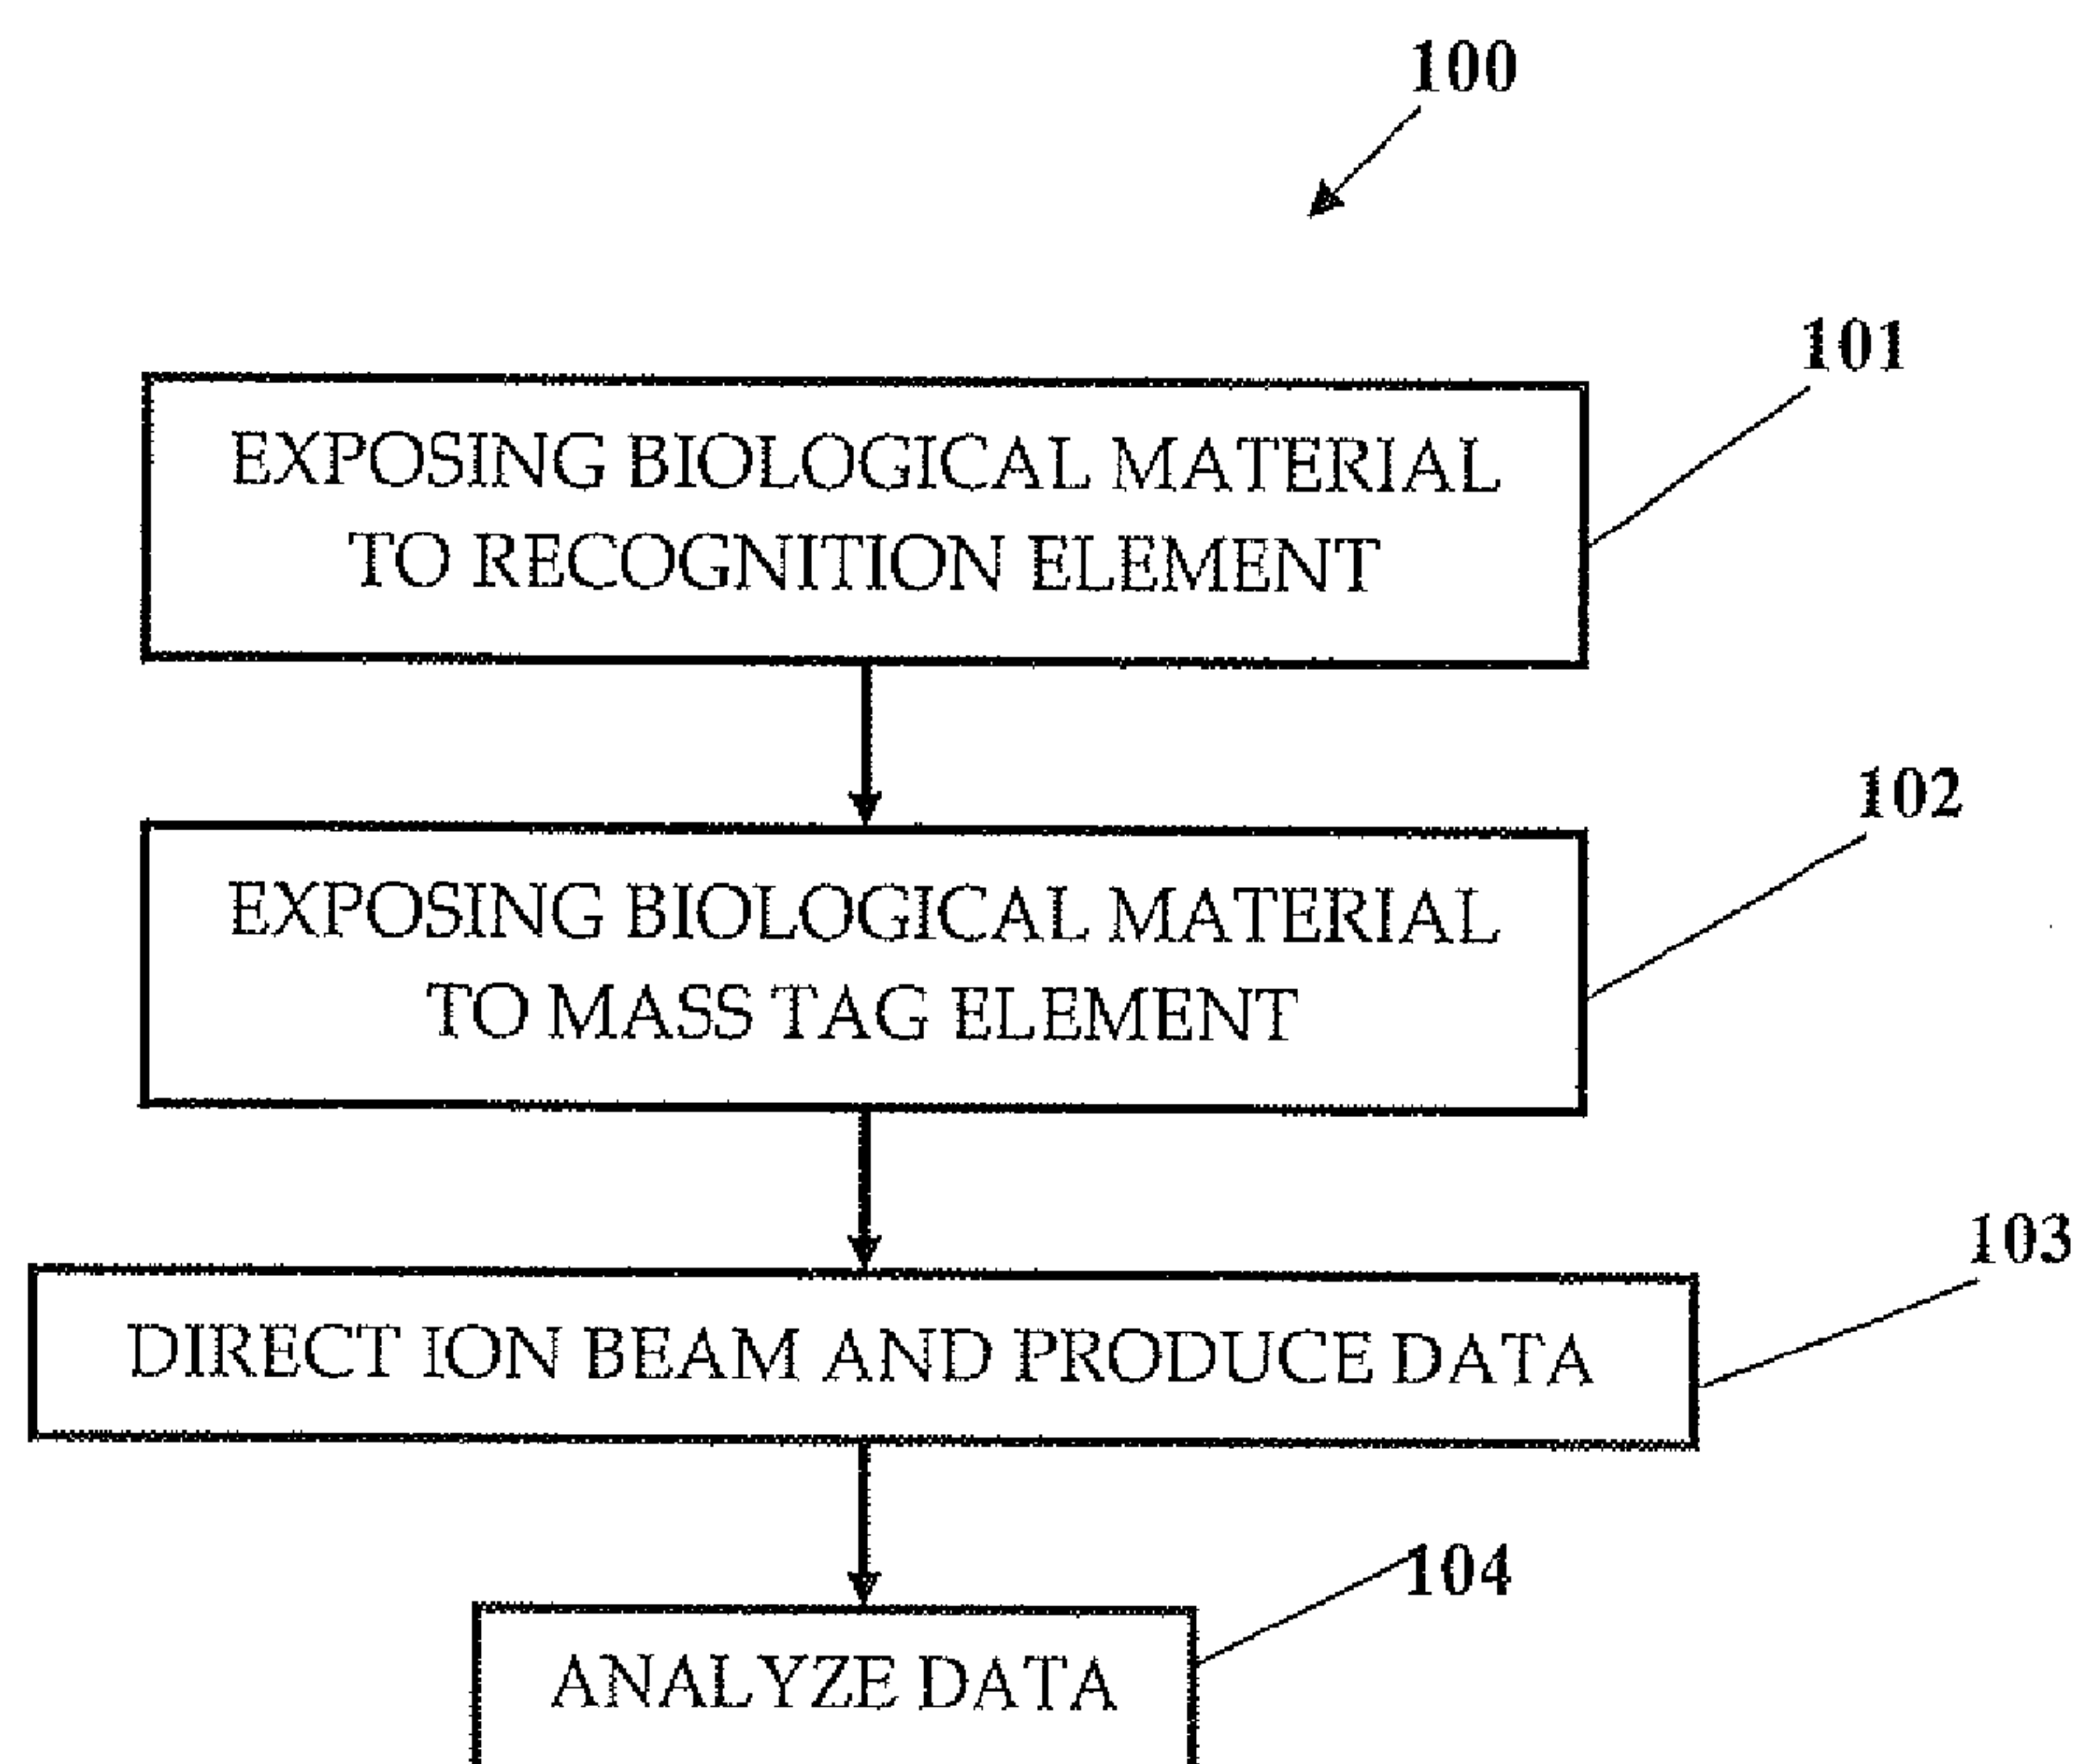 100
101
EXPOSING BIOLOGICAL MATERIAL
TO RECOGNITION ELEMENT
102
EXPOSING BIOLOGICAL MATERIAL
TO MASS TAG ELEMENT
103
DIRECT ION BEAM AND PRODUCE DATA
104
ANALYZE DATA